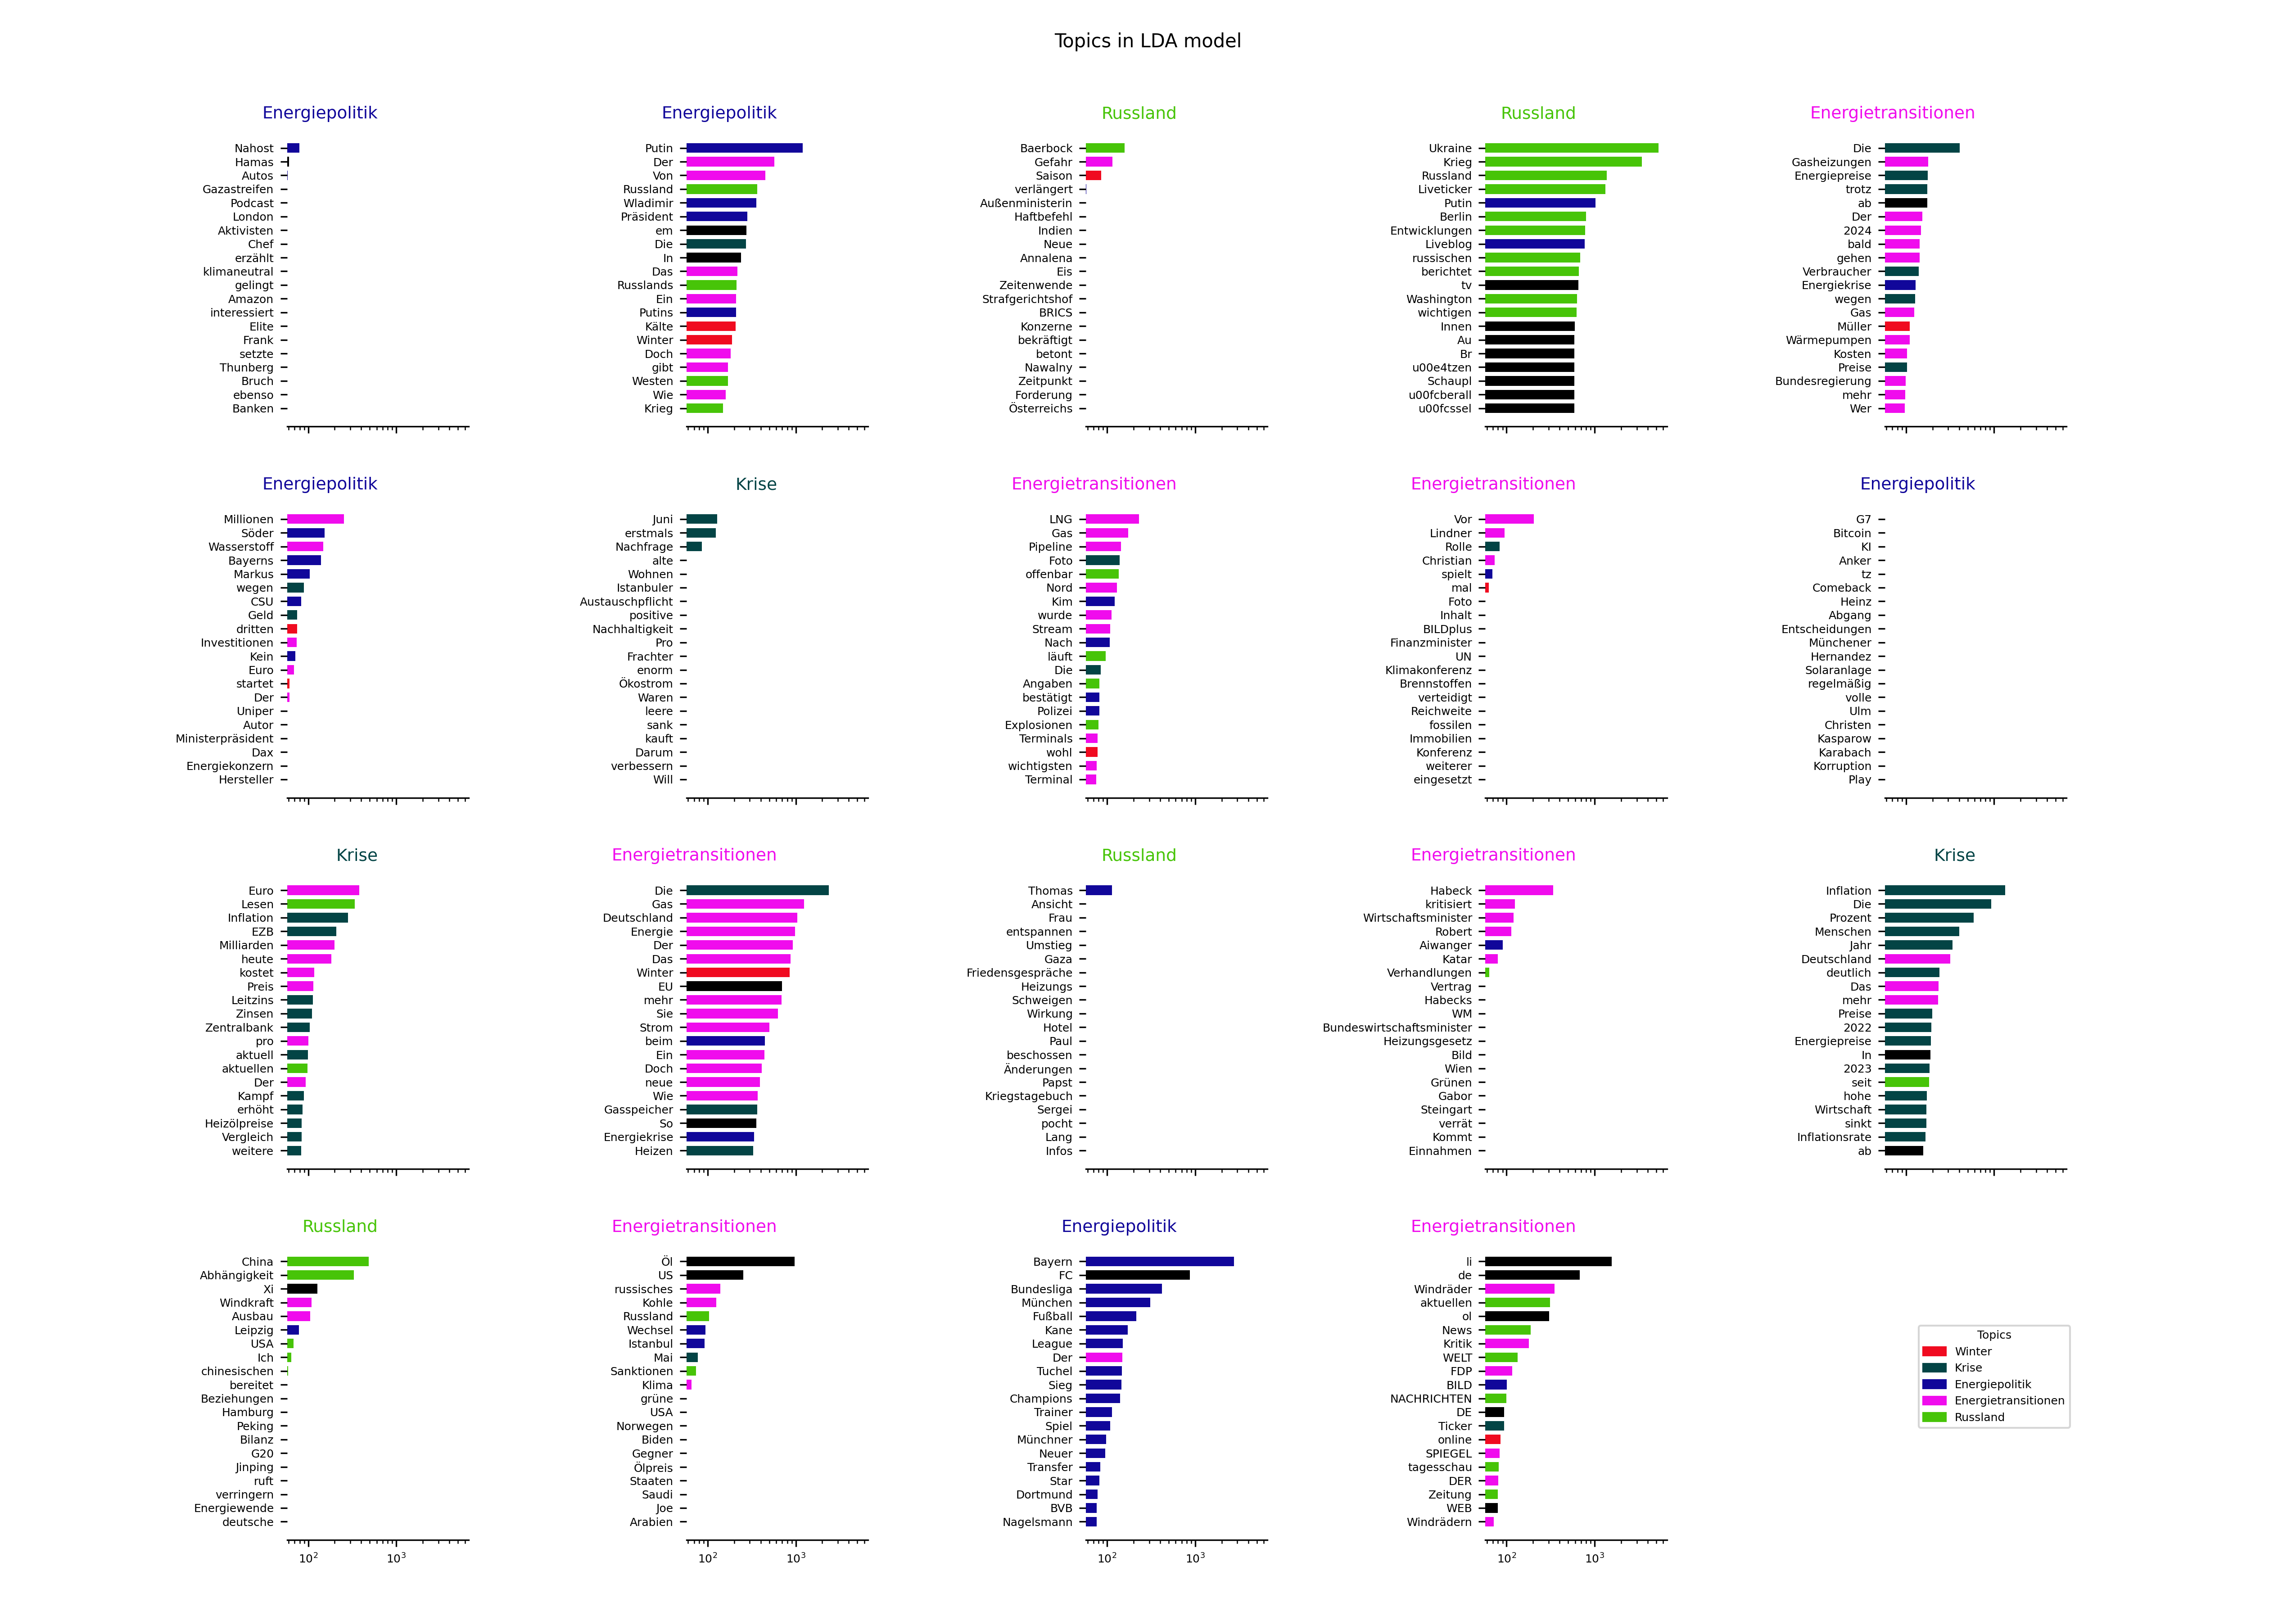 Topics in LDA model
Energiepolitik
Nahost
Hamas
Autos
Gazastreifen
Podcast
London
Aktivisten
Chef
erzählt
klimaneutral
gelingt
Amazon
interessiert
Elite
Frank
setzte
Thunberg
Bruch
ebenso
Banken
Energiepolitik
Putin
Der
Von
Russland
Wladimir
Präsident
em
Die
In
Das
Russlands
Ein
Putins
Kälte
Winter
Doch
gibt
Westen
Wie
Krieg
Russland
Baerbock
Gefahr
Saison
verlängert
Außenministerin
Haftbefehl
Indien
Neue
Annalena
Eis
Zeitenwende
Strafgerichtshof
BRICS
Konzerne
bekräftigt
betont
Nawalny
Zeitpunkt
Forderung
Österreichs
Russland
Ukraine
Krieg
Russland
Liveticker
Putin
Berlin
Entwicklungen
Liveblog
russischen
berichtet
tv
Washington
wichtigen
Innen
Au
Br
u00e4tzen
Schaupl
u00fcberall
u00fcssel
Energietransitionen
Die
Gasheizungen
Energiepreise
trotz
ab
Der
2024
bald
gehen
Verbraucher
Energiekrise
wegen
Gas
Müller
Wärmepumpen
Kosten
Preise
Bundesregierung
mehr
Wer
Energiepolitik
Millionen
Söder
Wasserstoff
Bayerns
Markus
wegen
CSU
Geld
dritten
Investitionen
Kein
Euro
startet
Der
Uniper
Autor
Ministerpräsident
Dax
Energiekonzern
Hersteller
Krise
Juni
erstmals
Nachfrage
alte
Wohnen
Istanbuler
Austauschpflicht
positive
Nachhaltigkeit
Pro
Frachter
enorm
Ökostrom
Waren
leere
sank
kauft
Darum
verbessern
Will
Energietransitionen
LNG
Gas
Pipeline
Foto
offenbar
Nord
Kim
wurde
Stream
Nach
läuft
Die
Angaben
bestätigt
Polizei
Explosionen
Terminals
wohl
wichtigsten
Terminal
Energietransitionen
Vor
Lindner
Rolle
Christian
spielt
mal
Foto
Inhalt
BILDplus
Finanzminister
UN
Klimakonferenz
Brennstoffen
verteidigt
Reichweite
fossilen
Immobilien
Konferenz
weiterer
eingesetzt
Energiepolitik
G7
Bitcoin
KI
Anker
tz
Comeback
Heinz
Abgang
Entscheidungen
Münchener
Hernandez
Solaranlage
regelmäßig
volle
Ulm
Christen
Kasparow
Karabach
Korruption
Play
Krise
Euro
Lesen
Inflation
EZB
Milliarden
heute
kostet
Preis
Leitzins
Zinsen
Zentralbank
pro
aktuell
aktuellen
Der
Kampf
erhöht
Heizölpreise
Vergleich
weitere
Energietransitionen
Die
Gas
Deutschland
Energie
Der
Das
Winter
EU
mehr
Sie
Strom
beim
Ein
Doch
neue
Wie
Gasspeicher
So
Energiekrise
Heizen
Russland
Thomas
Ansicht
Frau
entspannen
Umstieg
Gaza
Friedensgespräche
Heizungs
Schweigen
Wirkung
Hotel
Paul
beschossen
Änderungen
Papst
Kriegstagebuch
Sergei
pocht
Lang
Infos
Energietransitionen
Habeck
kritisiert
Wirtschaftsminister
Robert
Aiwanger
Katar
Verhandlungen
Vertrag
Habecks
WM
Bundeswirtschaftsminister
Heizungsgesetz
Bild
Wien
Grünen
Gabor
Steingart
verrät
Kommt
Einnahmen
Krise
Inflation
Die
Prozent
Menschen
Jahr
Deutschland
deutlich
Das
mehr
Preise
2022
Energiepreise
In
2023
seit
hohe
Wirtschaft
sinkt
Inflationsrate
ab
Russland
China
Abhängigkeit
Xi
Windkraft
Ausbau
Leipzig
USA
Ich
chinesischen
bereitet
Beziehungen
Hamburg
Peking
Bilanz
G20
Jinping
ruft
verringern
Energiewende
deutsche
10² 10³
Energietransitionen
Öl
US
russisches
Kohle
Russland
Wechsel
Istanbul
Mai
Sanktionen
Klima
grüne
USA
Norwegen
Biden
Gegner
Ölpreis
Staaten
Saudi
Joe
Arabien
10² 10³
Energiepolitik
Bayern
FC
Bundesliga
München
Fußball
Kane
League
Der
Tuchel
Sieg
Champions
Trainer
Spiel
Münchner
Neuer
Transfer
Star
Dortmund
BVB
Nagelsmann
10² 10³
Energietransitionen
li
de
Windräder
aktuellen
ol
News
Kritik
WELT
FDP
BILD
NACHRICHTEN
DE
Ticker
online
SPIEGEL
tagesschau
DER
Zeitung
WEB
Windrädern
10² 10³
Topics
Winter
Krise
Energiepolitik
Energietransitionen
Russland